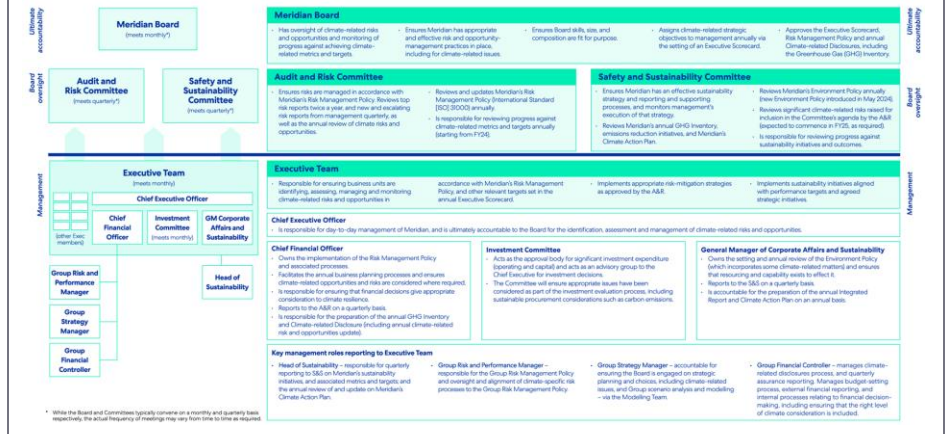 Ultimate accountability
Meridian Board
(meets monthly*)
Meridian Board
• Has oversight of climate-related risks
and opportunities and monitoring of
progress against achieving climate-
related metrics and targets.
• Ensures Meridian has appropriate
and effective risk and opportunity-
management practices in place,
including for climate-related issues.
• Ensures Board skills, size, and
composition are fit for purpose.
• Assigns climate-related strategic
objectives to management annually via
the setting of an Executive Scorecard.
• Approves the Executive Scorecard,
Risk Management Policy and annual
Climate-related Disclosures, including
the Greenhouse Gas (GHG) Inventory.
Ultimate accountability
Board oversight
Audit and
Risk Committee
(meets quarterly*)
Safety and
Sustainability
Committee
(meets quarterly*)
Audit and Risk Committee
• Ensures risks are managed in accordance with
Meridian's Risk Management Policy. Reviews top
risk reports twice a year, and new and escalating
risk reports from management quarterly, as
well as the annual review of climate risks and
opportunities.
• Reviews and updates Meridian's Risk
Management Policy (International Standard
[ISO] 31000) annually.
• Is responsible for reviewing progress against
climate-related metrics and targets annually
(starting from FY24).
Safety and Sustainability Committee
• Ensures Meridian has an effective sustainability
strategy and reporting and supporting
processes, and monitors management's
execution of that strategy.
• Reviews Meridian's annual GHG Inventory,
emissions reduction initiatives, and Meridian's
Climate Action Plan.
• Reviews Meridian's Environment Policy annually
(new Environment Policy introduced in May 2024).
• Reviews significant climate-related risks raised for
inclusion in the Committee's agenda by the A&R
(expected to commence in FY25, as required).
• Is responsible for reviewing progress against
sustainability initiatives and outcomes.
Board oversight
Management
Executive Team
(meets monthly)
Chief Executive Officer
(other Exec
members)
Chief
Financial
Officer
Investment
Committee
(meets monthly)
GM Corporate
Affairs and
Sustainability
Group Risk and
Performance
Manager
Group
Strategy
Manager
Group
Financial
Controller
Head of
Sustainability
Executive Team
• Responsible for ensuring business units are
identifying, assessing, managing and monitoring
climate-related risks and opportunities in
accordance with Meridian's Risk Management
Policy, and other relevant targets set in the
annual Executive Scorecard.
• Implements appropriate risk-mitigation strategies
as approved by the A&R.
• Implements sustainability initiatives aligned
with performance targets and agreed
strategic initiatives.
Management
Chief Executive Officer
• Is responsible for day-to-day management of Meridian, and is ultimately accountable to the Board for the identification, assessment and management of climate-related risks and opportunities.
Chief Financial Officer
• Owns the implementation of the Risk Management Policy
and associated processes.
• Facilitates the annual business planning processes and ensures
climate-related opportunities and risks are considered where required.
• Is responsible for ensuring that financial decisions give appropriate
consideration to climate resilience.
• Reports to the A&R on a quarterly basis.
• Is responsible for the preparation of the annual GHG Inventory
and Climate-related Disclosure (including annual climate-related
risk and opportunities update).
Investment Committee
• Acts as the approval body for significant investment expenditure
(operating and capital) and acts as an advisory group to the
Chief Executive for investment decisions.
• The Committee will ensure appropriate issues have been
considered as part of the investment evaluation process, including
sustainable procurement considerations such as carbon emissions.
General Manager of Corporate Affairs and Sustainability
• Owns the setting and annual review of the Environment Policy
(which incorporates some climate-related matters) and ensures
that resourcing and capability exists to effect it.
• Reports to the S&S on a quarterly basis.
• Is accountable for the preparation of the annual Integrated
Report and Climate Action Plan on an annual basis.
Key management roles reporting to Executive Team
• Head of Sustainability – responsible for quarterly
reporting to S&S on Meridian's sustainability
initiatives, and associated metrics and targets; and
the annual review of and update on Meridian's
Climate Action Plan.
• Group Risk and Performance Manager –
responsible for the Group Risk Management Policy
and oversight and alignment of climate-specific risk
processes to the Group Risk Management Policy.
• Group Strategy Manager – accountable for
ensuring the Board is engaged on strategic
planning and choices, including climate-related
issues, and Group scenario analysis and modelling
– via the Modelling Team.
• Group Financial Controller – manages climate-
related disclosures process, and quarterly
assurance reporting. Manages budget-setting
process, external financial reporting, and
internal processes relating to financial decision-
making, including ensuring that the right level
of climate consideration is included.
* While the Board and Committees typically convene on a monthly and quarterly basis
respectively, the actual frequency of meetings may vary from time to time as required.